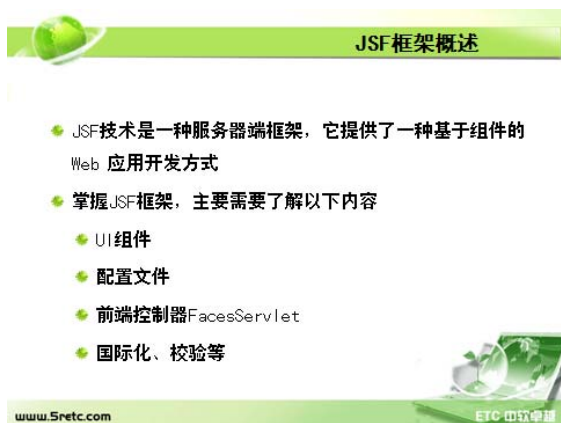 JSF框架概述
JSF技术是一种服务器端框架，它提供了一种基于组件的
Web 应用开发方式
掌握JSF框架，主要需要了解以下内容
UI组件
配置文件
前端控制器FacesServlet
国际化、校验等
www.5retc.com
ETC 中软卓越